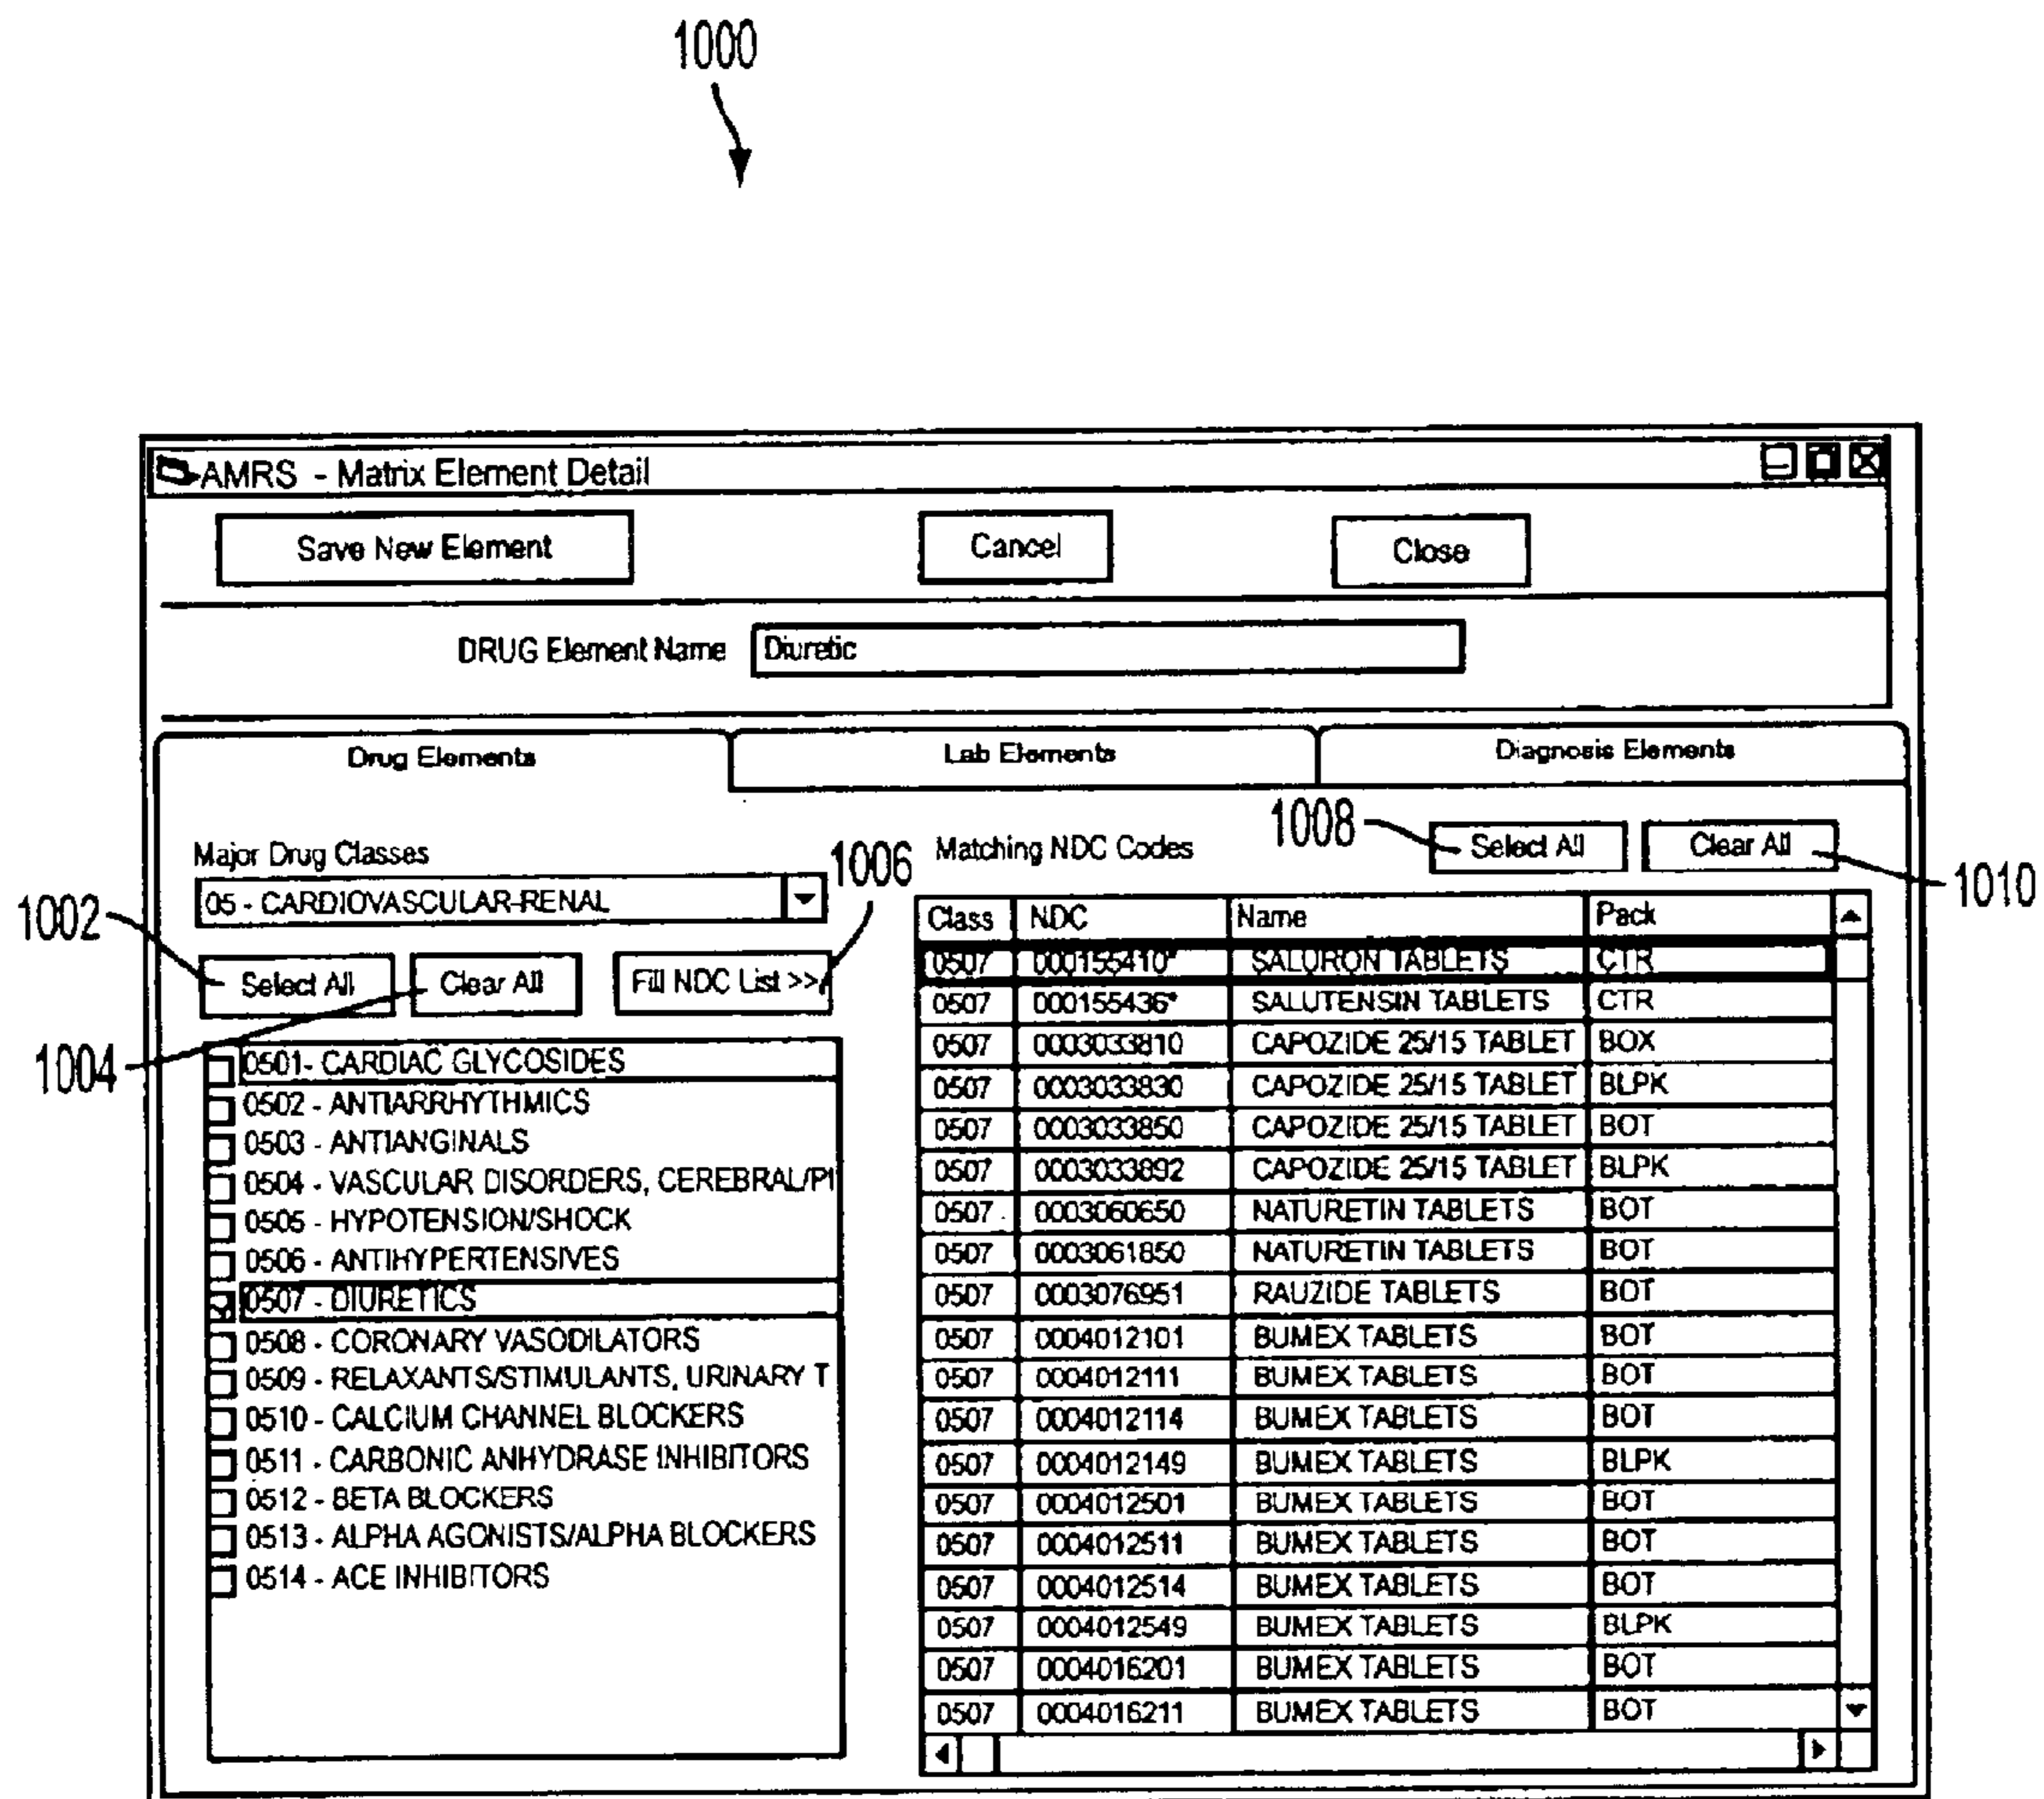 1000
AMRS - Matrix Element Detail
Save New Element Cancel Close
DRUG Element Name Diuretic
Drug Elements Lab Elements Diagnosis Elements
Major Drug Classes
05 - CARDIOVASCULAR-RENAL
1002
Select All Clear All Fill NDC List >>
1006
1004
0501- CARDIAC GLYCOSIDES
0502 - ANTIARRHYTHMICS
0503 - ANTIANGINALS
0504 - VASCULAR DISORDERS, CEREBRAL/PI
0505 - HYPOTENSION/SHOCK
0506 - ANTIHYPERTENSIVES
0507 - DIURETICS
0508 - CORONARY VASODILATORS
0509 - RELAXANTS/STIMULANTS, URINARY T
0510 - CALCIUM CHANNEL BLOCKERS
0511 - CARBONIC ANHYDRASE INHIBITORS
0512 - BETA BLOCKERS
0513 - ALPHA AGONISTS/ALPHA BLOCKERS
0514 - ACE INHIBITORS
Matching NDC Codes
1008
Select All Clear All
1010
Class NDC Name Pack
0507 000155410* SALURON TABLETS CTR
0507 000155436* SALUTENSIN TABLETS CTR
0507 0003033810 CAPOZIDE 25/15 TABLET BOX
0507 0003033830 CAPOZIDE 25/15 TABLET BLPK
0507 0003033850 CAPOZIDE 25/15 TABLET BOT
0507 0003033892 CAPOZIDE 25/15 TABLET BLPK
0507 0003060650 NATURETIN TABLETS BOT
0507 0003061850 NATURETIN TABLETS BOT
0507 0003076951 RAUZIDE TABLETS BOT
0507 0004012101 BUMEX TABLETS BOT
0507 0004012111 BUMEX TABLETS BOT
0507 0004012114 BUMEX TABLETS BOT
0507 0004012149 BUMEX TABLETS BLPK
0507 0004012501 BUMEX TABLETS BOT
0507 0004012511 BUMEX TABLETS BOT
0507 0004012514 BUMEX TABLETS BOT
0507 0004012549 BUMEX TABLETS BLPK
0507 0004016201 BUMEX TABLETS BOT
0507 0004016211 BUMEX TABLETS BOT